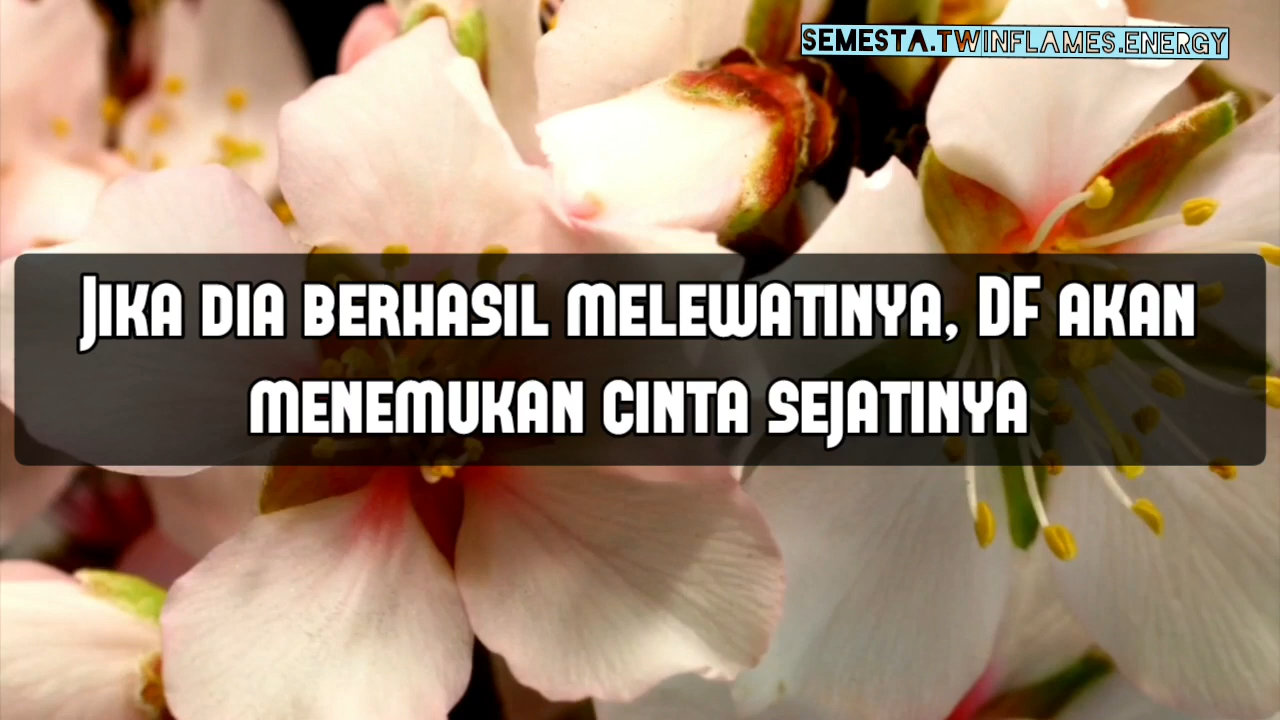 SEMESTA.TWINFLAMES.ENERGY
Jika dia berhasil melewatinya, DF akan
menemukan cinta sejatinya